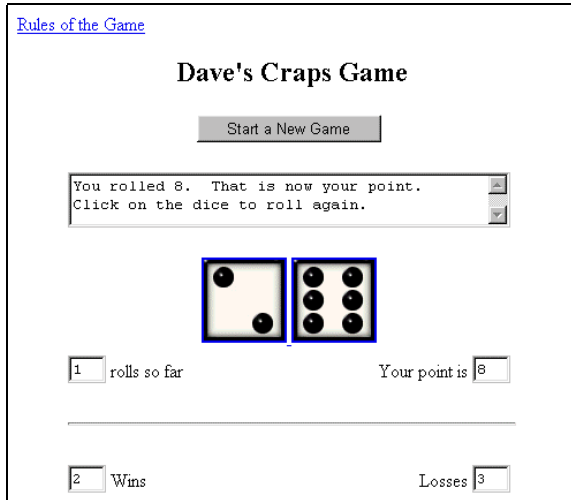 Rules of the Game
Dave's Craps Game
Start a New Game
You rolled 8.  That is now your point.
Click on the dice to roll again.
1 rolls so far
Your point is 8
2 Wins
Losses 3